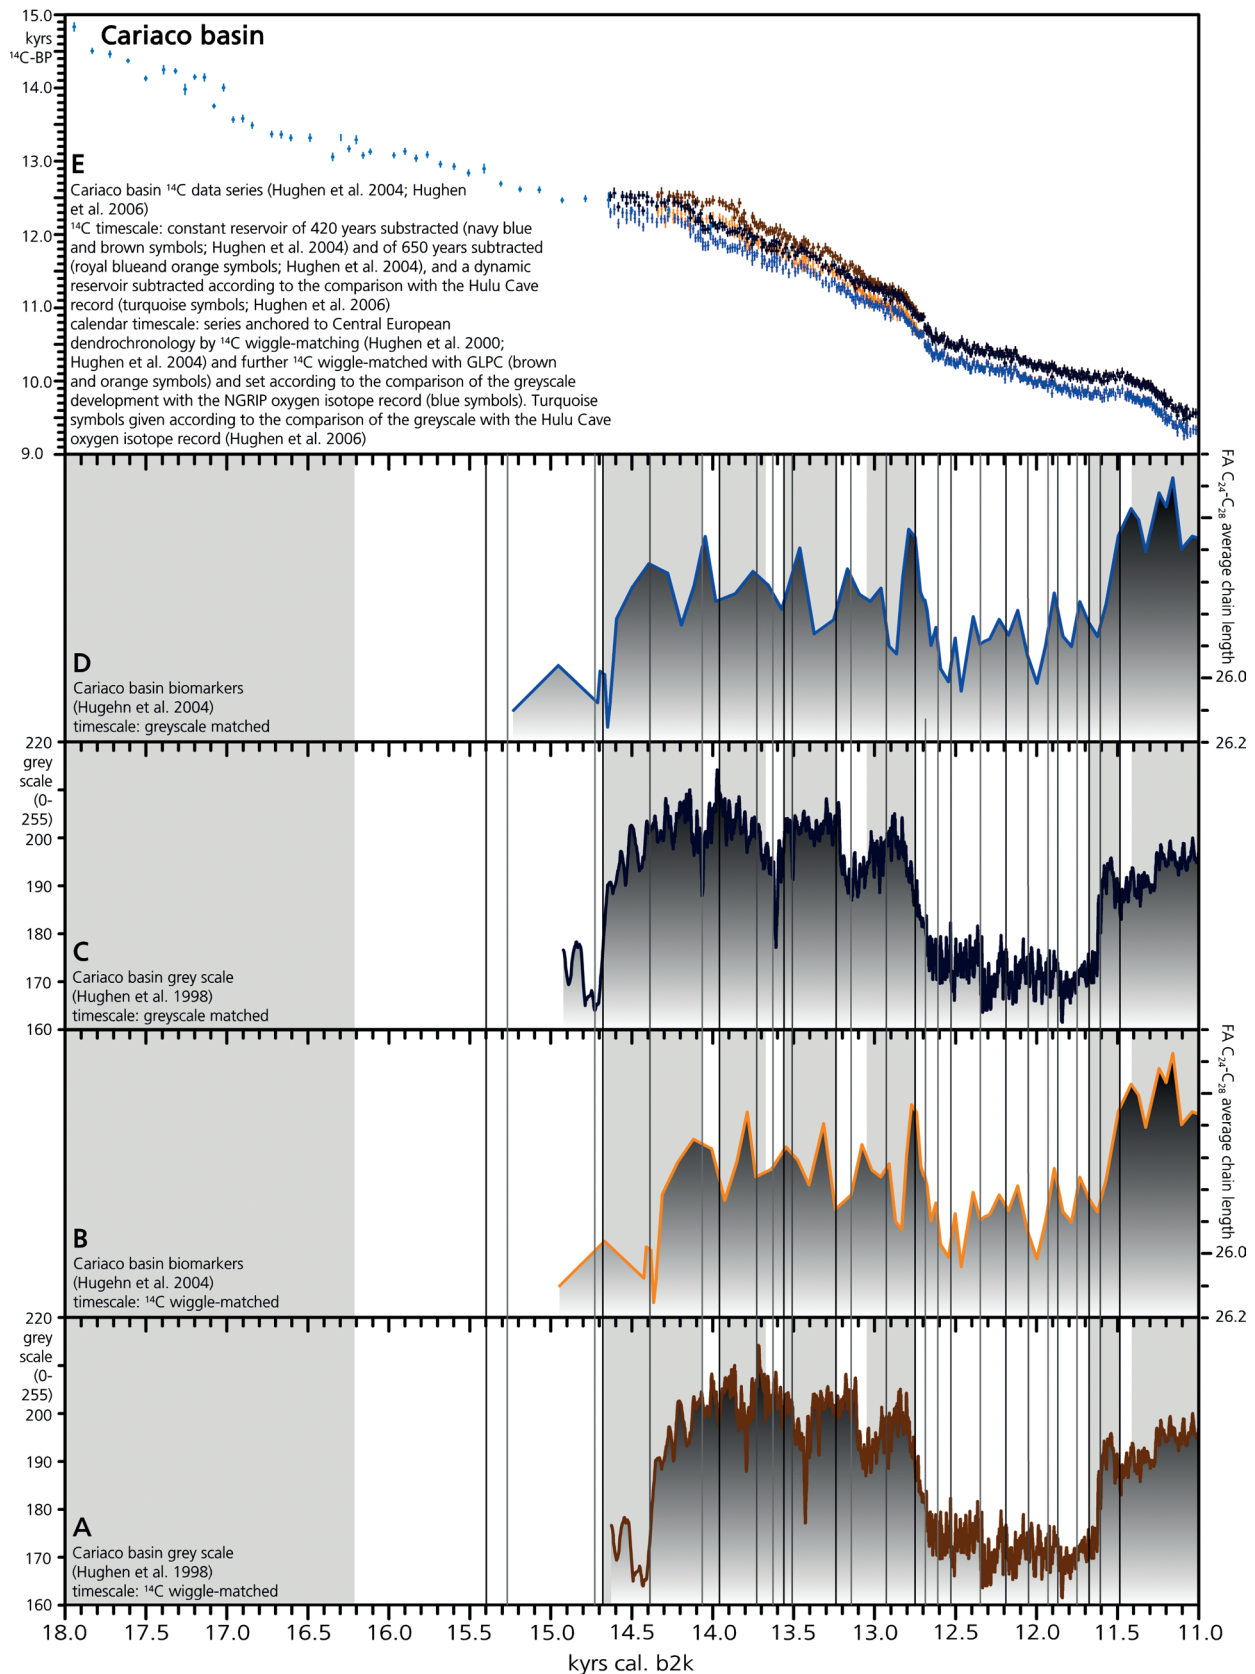 15.0
kyrs
¹⁴C-BP
14.0
13.0
12.0
11.0
10.0
9.0
Cariaco basin
E
Cariaco basin ¹⁴C data series (Hughen et al. 2004; Hughen
et al. 2006)
¹⁴C timescale: constant reservoir of 420 years substracted (navy blue
and brown symbols; Hughen et al. 2004) and of 650 years subtracted
(royal blueand orange symbols; Hughen et al. 2004), and a dynamic
reservoir subtracted according to the comparison with the Hulu Cave
record (turquoise symbols; Hughen et al. 2006)
calendar timescale: series anchored to Central European
dendrochronology by ¹⁴C wiggle-matching (Hughen et al. 2000;
Hughen et al. 2004) and further ¹⁴C wiggle-matched with GLPC (brown
and orange symbols) and set according to the comparison of the greyscale
development with the NGRIP oxygen isotope record (blue symbols). Turquoise
symbols given according to the comparison of the greyscale with the Hulu Cave
oxygen isotope record (Hughen et al. 2006)
FA C₂₄-C₂₈ average chain length
26.0
26.2
D
Cariaco basin biomarkers
(Hugehn et al. 2004)
timescale: greyscale matched
220
grey
scale
(0-
255)
200
190
180
170
160
C
Cariaco basin grey scale
(Hughen et al. 1998)
timescale: greyscale matched
FA C₂₄-C₂₈ average chain length
26.0
26.2
B
Cariaco basin biomarkers
(Hugehn et al. 2004)
timescale: ¹⁴C wiggle-matched
220
grey
scale
(0-
255)
200
190
180
170
160
A
Cariaco basin grey scale
(Hughen et al. 1998)
timescale: ¹⁴C wiggle-matched
18.0 17.5 17.0 16.5 16.0 15.5 15.0 14.5 14.0 13.5 13.0 12.5 12.0 11.5 11.0
kyrs cal. b2k